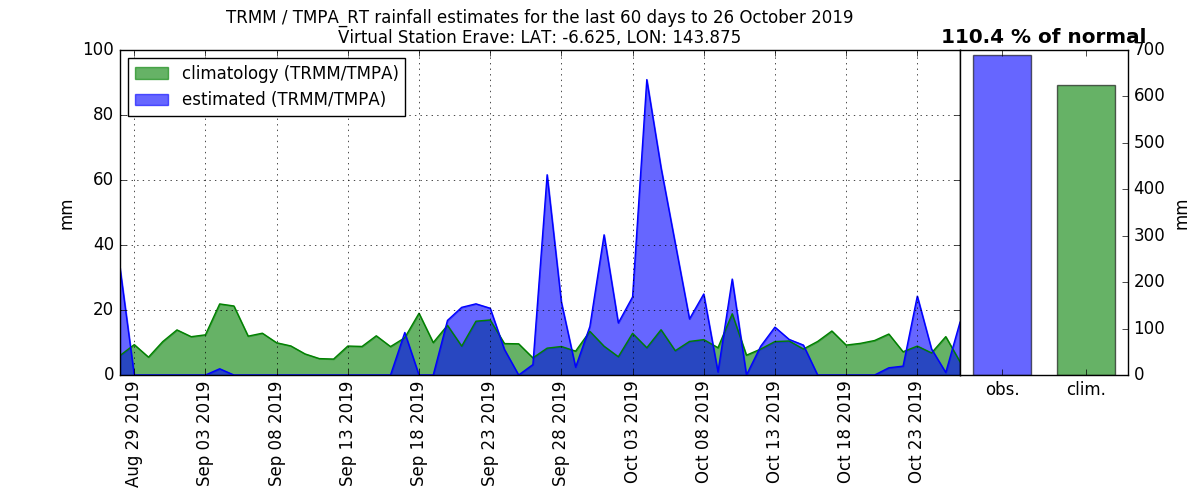 TRMM / TMPA_RT rainfall estimates for the last 60 days to 26 October 2019
Virtual Station Erave: LAT: -6.625, LON: 143.875
110.4 % of normal
climatology (TRMM/TMPA)
estimated (TRMM/TMPA)
100
80
60
40
20
0
mm
Aug 29 2019
Sep 03 2019
Sep 08 2019
Sep 13 2019
Sep 18 2019
Sep 23 2019
Sep 28 2019
Oct 03 2019
Oct 08 2019
Oct 13 2019
Oct 18 2019
Oct 23 2019
obs.
clim.
700
600
500
400
300
200
100
0
mm